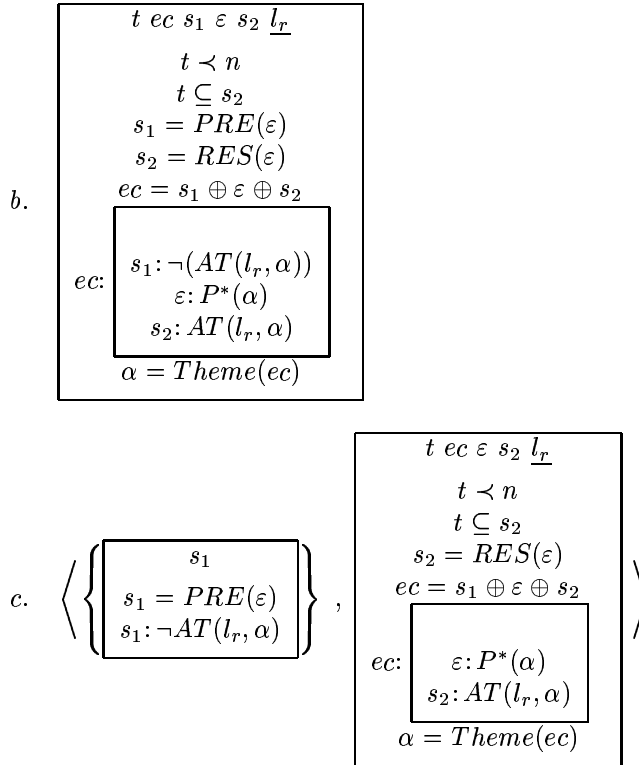 b.
t ec s₁ ε s₂ l_r
t ≺ n
t ⊆ s₂
s₁ = PRE(ε)
s₂ = RES(ε)
ec = s₁ ⊕ ε ⊕ s₂
ec:
s₁: ¬(AT(l_r, α))
ε: P*(α)
s₂: AT(l_r, α)
α = Theme(ec)
c.
⟨ {
s₁
s₁ = PRE(ε)
s₁: ¬AT(l_r, α)
} ,
t ec ε s₂ l_r
t ≺ n
t ⊆ s₂
s₂ = RES(ε)
ec = s₁ ⊕ ε ⊕ s₂
ec:
ε: P*(α)
s₂: AT(l_r, α)
α = Theme(ec)
⟩